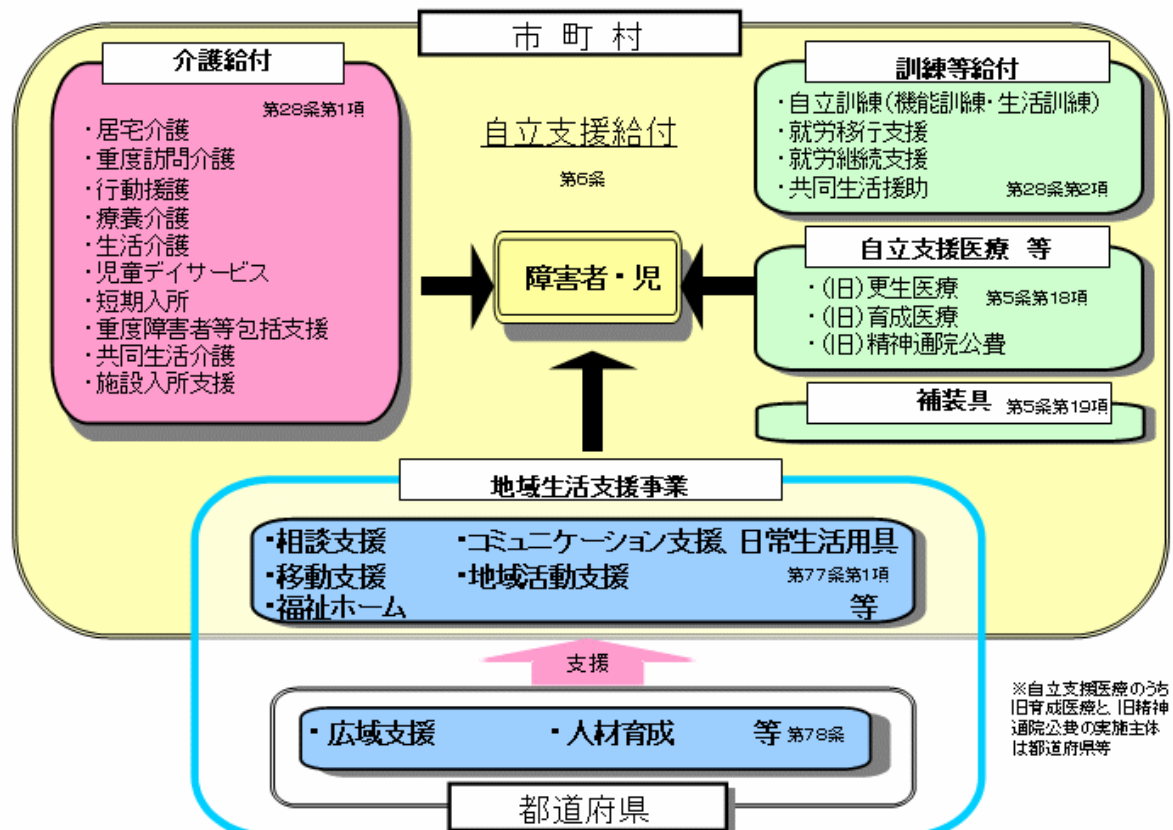 市町村
介護給付
第28条第1項
・居宅介護
・重度訪問介護
・行動援護
・療養介護
・生活介護
・児童デイサービス
・短期入所
・重度障害者等包括支援
・共同生活介護
・施設入所支援
自立支援給付
第6条
障害者・児
訓練等給付
・自立訓練(機能訓練・生活訓練)
・就労移行支援
・就労継続支援
・共同生活援助 第28条第2項
自立支援医療 等
・(旧)更生医療 第5条第18項
・(旧)育成医療
・(旧)精神通院公費
補装具 第5条第19項
地域生活支援事業
・相談支援 ・コミュニケーション支援、日常生活用具
・移動支援 ・地域活動支援 第77条第1項
・福祉ホーム 等
支援
・広域支援 ・人材育成 等 第78条
都道府県
※自立支援医療のうち
旧育成医療と、旧精神
通院公費の実施主体
は都道府県等